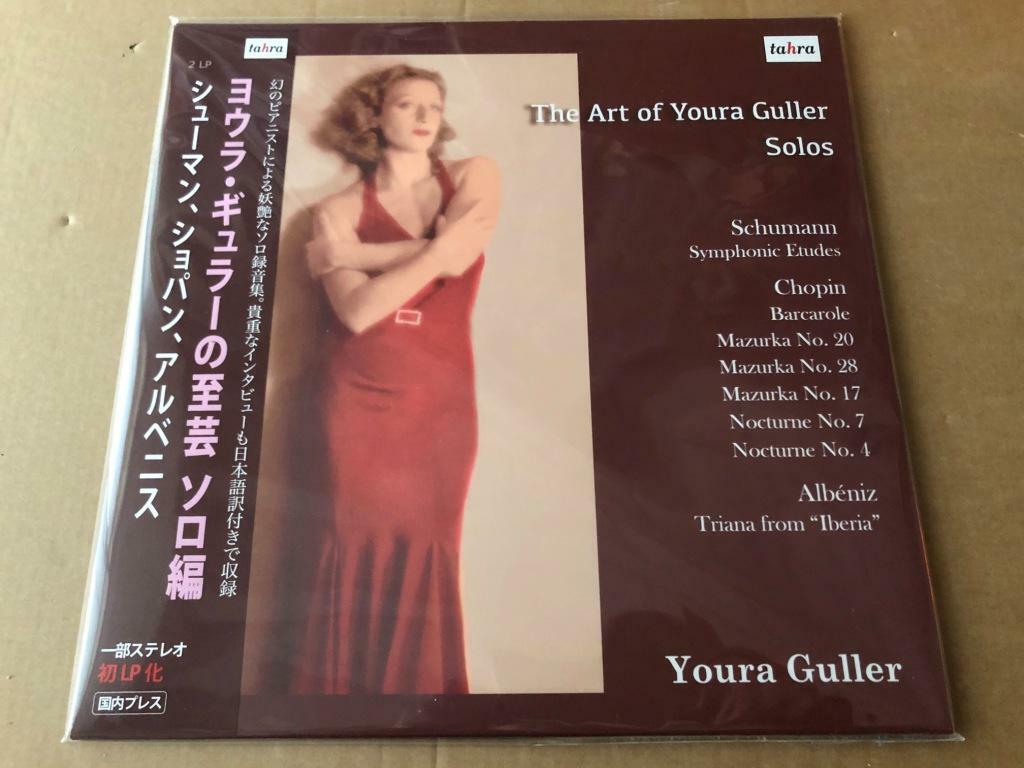 tahra
2 LP
幻のピアニストによる妖艶なソロ録音集。貴重なインタビューも日本語訳付きで収録
ヨウラ・ギュラーの至芸 ソロ編
シューマン、ショパン、アルベニス
一部ステレオ
初LP化
国内プレス
tahra
The Art of Youra Guller
Solos
Schumann
Symphonic Etudes
Chopin
Barcarole
Mazurka No. 20
Mazurka No. 28
Mazurka No. 17
Nocturne No. 7
Nocturne No. 4
Albéniz
Triana from “Iberia”
Youra Guller